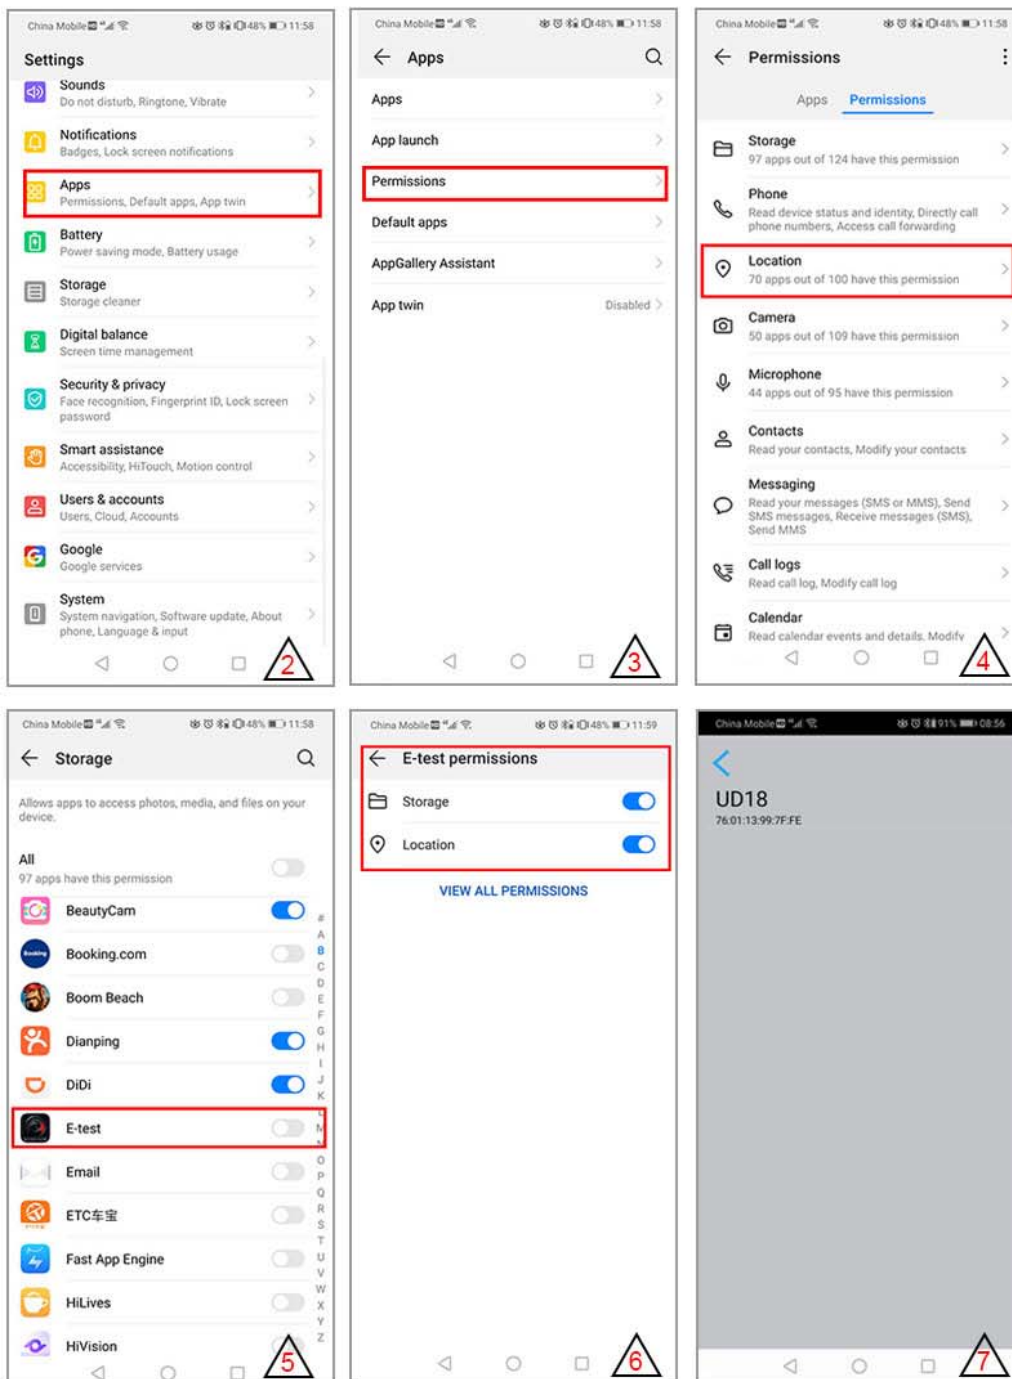 China Mobile 48% 11:58
Settings
Sounds
Do not disturb, Ringtone, Vibrate
Notifications
Badges, Lock screen notifications
Apps
Permissions, Default apps, App twin
Battery
Power saving mode, Battery usage
Storage
Storage cleaner
Digital balance
Screen time management
Security & privacy
Face recognition, Fingerprint ID, Lock screen
password
Smart assistance
Accessibility, HiTouch, Motion control
Users & accounts
Users, Cloud, Accounts
Google
Google services
System
System navigation, Software update, About
phone, Language & input
2
China Mobile 48% 11:58
Apps
Apps
App launch
Permissions
Default apps
AppGallery Assistant
App twin Disabled
3
China Mobile 48% 11:58
Permissions
Apps Permissions
Storage
97 apps out of 124 have this permission
Phone
Read device status and identity, Directly call
phone numbers, Access call forwarding
Location
70 apps out of 100 have this permission
Camera
50 apps out of 109 have this permission
Microphone
44 apps out of 95 have this permission
Contacts
Read your contacts, Modify your contacts
Messaging
Read your messages (SMS or MMS), Send
SMS messages, Receive messages (SMS),
Send MMS
Call logs
Read call log, Modify call log
Calendar
Read calendar events and details, Modify
4
China Mobile 48% 11:58
Storage
Allows apps to access photos, media, and files on your
device.
All
97 apps have this permission
BeautyCam
Booking.com
Boom Beach
Dianping
DiDi
E-test
Email
ETC车宝
Fast App Engine
HiLives
HiVision
#
A
B
C
D
E
F
G
H
I
J
K
L
M
N
O
P
Q
R
S
T
U
V
W
X
Y
Z
5
China Mobile 48% 11:59
E-test permissions
Storage
Location
VIEW ALL PERMISSIONS
6
China Mobile 91% 08:56
UD18
76:01:13:99:7F:FE
7